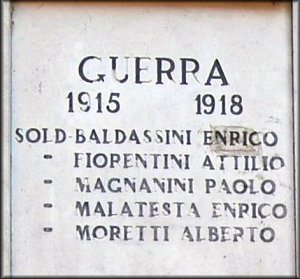 GUERRA
1915 1918
SOLD-BALDASSINI ENRICO
- FIORENTINI ATTILIO
- MAGNANINI PAOLO
- MALATESTA ENRICO
- MORETTI ALBERTO